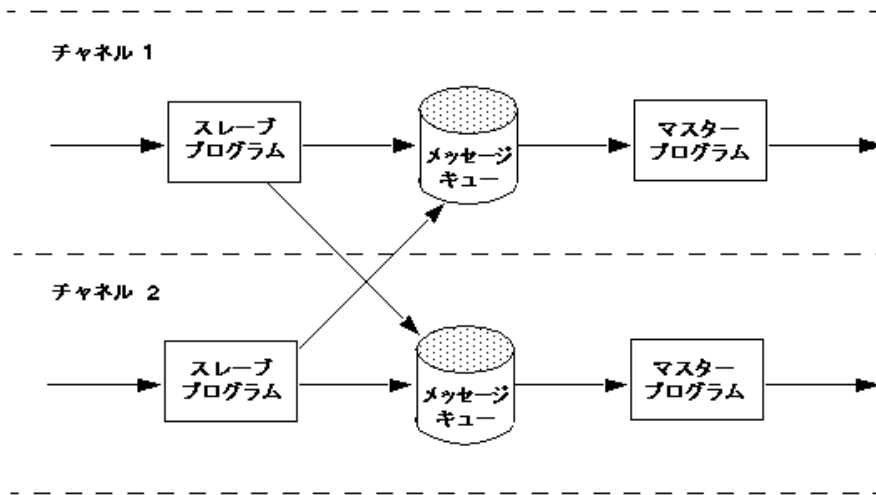 チャネル 1
スレーブ
プログラム
メッセージ
キュー
マスター
プログラム
チャネル 2
スレーブ
プログラム
メッセージ
キュー
マスター
プログラム